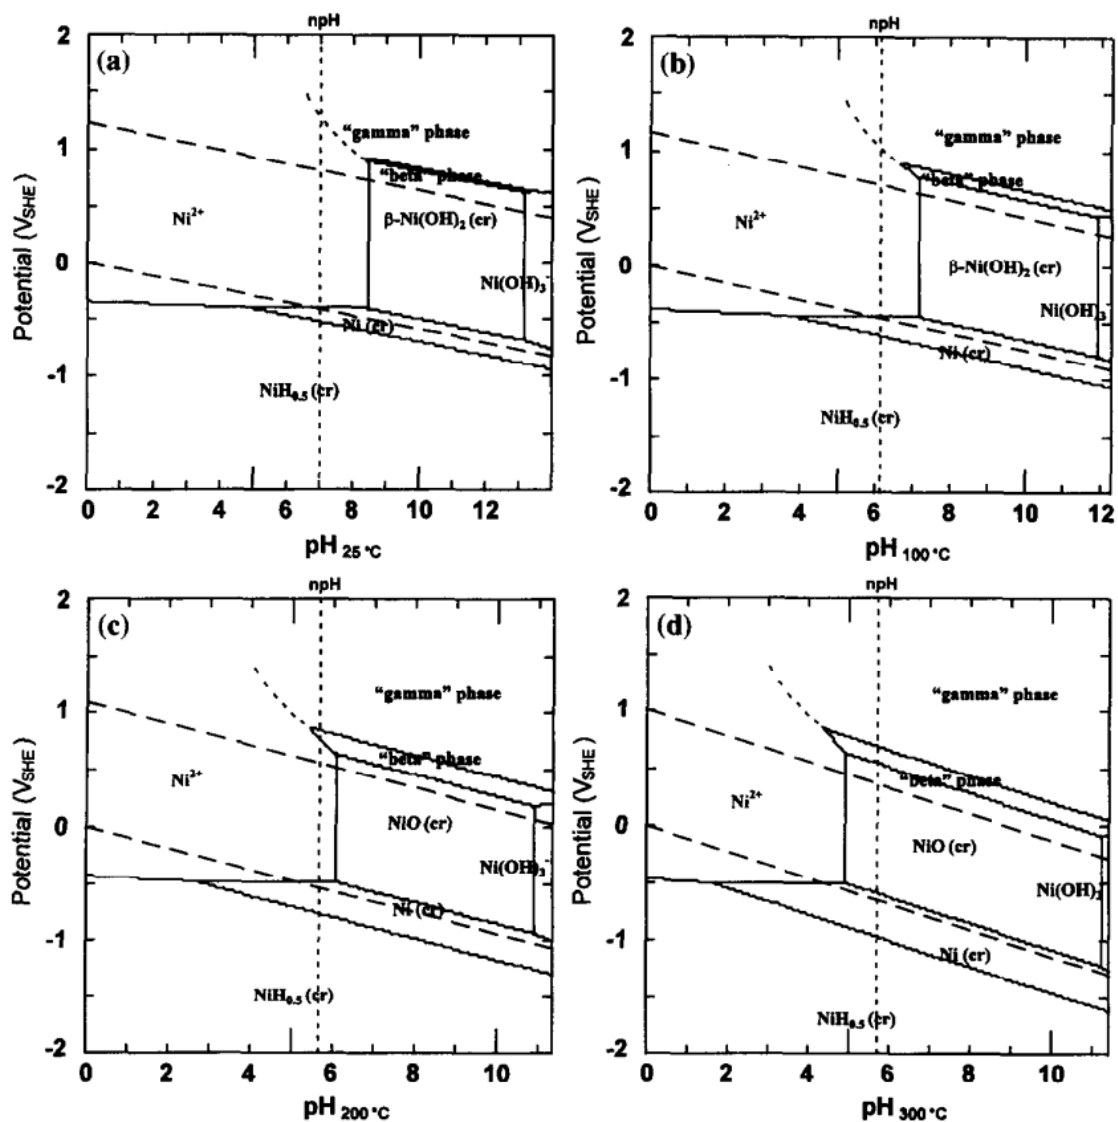 npH
npH
(a)
2
1
0
-1
-2
Potential (V_SHE)
"gamma" phase
"beta" phase
Ni²⁺
β-Ni(OH)₂ (cr)
Ni(OH)₃⁻
Ni (cr)
NiH₀.₅ (cr)
0 2 4 6 8 10 12
pH 25 °C
(b)
2
1
0
-1
-2
Potential (V_SHE)
"gamma" phase
"beta" phase
Ni²⁺
β-Ni(OH)₂ (cr)
Ni(OH)₃⁻
Ni (cr)
NiH₀.₅ (cr)
0 2 4 6 8 10 12
pH 100 °C
npH
npH
(c)
2
1
0
-1
-2
Potential (V_SHE)
"gamma" phase
"beta" phase
Ni²⁺
NiO (cr)
Ni(OH)₃⁻
Ni (cr)
NiH₀.₅ (cr)
0 2 4 6 8 10
pH 200 °C
(d)
2
1
0
-1
-2
Potential (V_SHE)
"gamma" phase
"beta" phase
Ni²⁺
NiO (cr)
Ni(OH)₃⁻
Ni (cr)
NiH₀.₅ (cr)
0 2 4 6 8 10
pH 300 °C